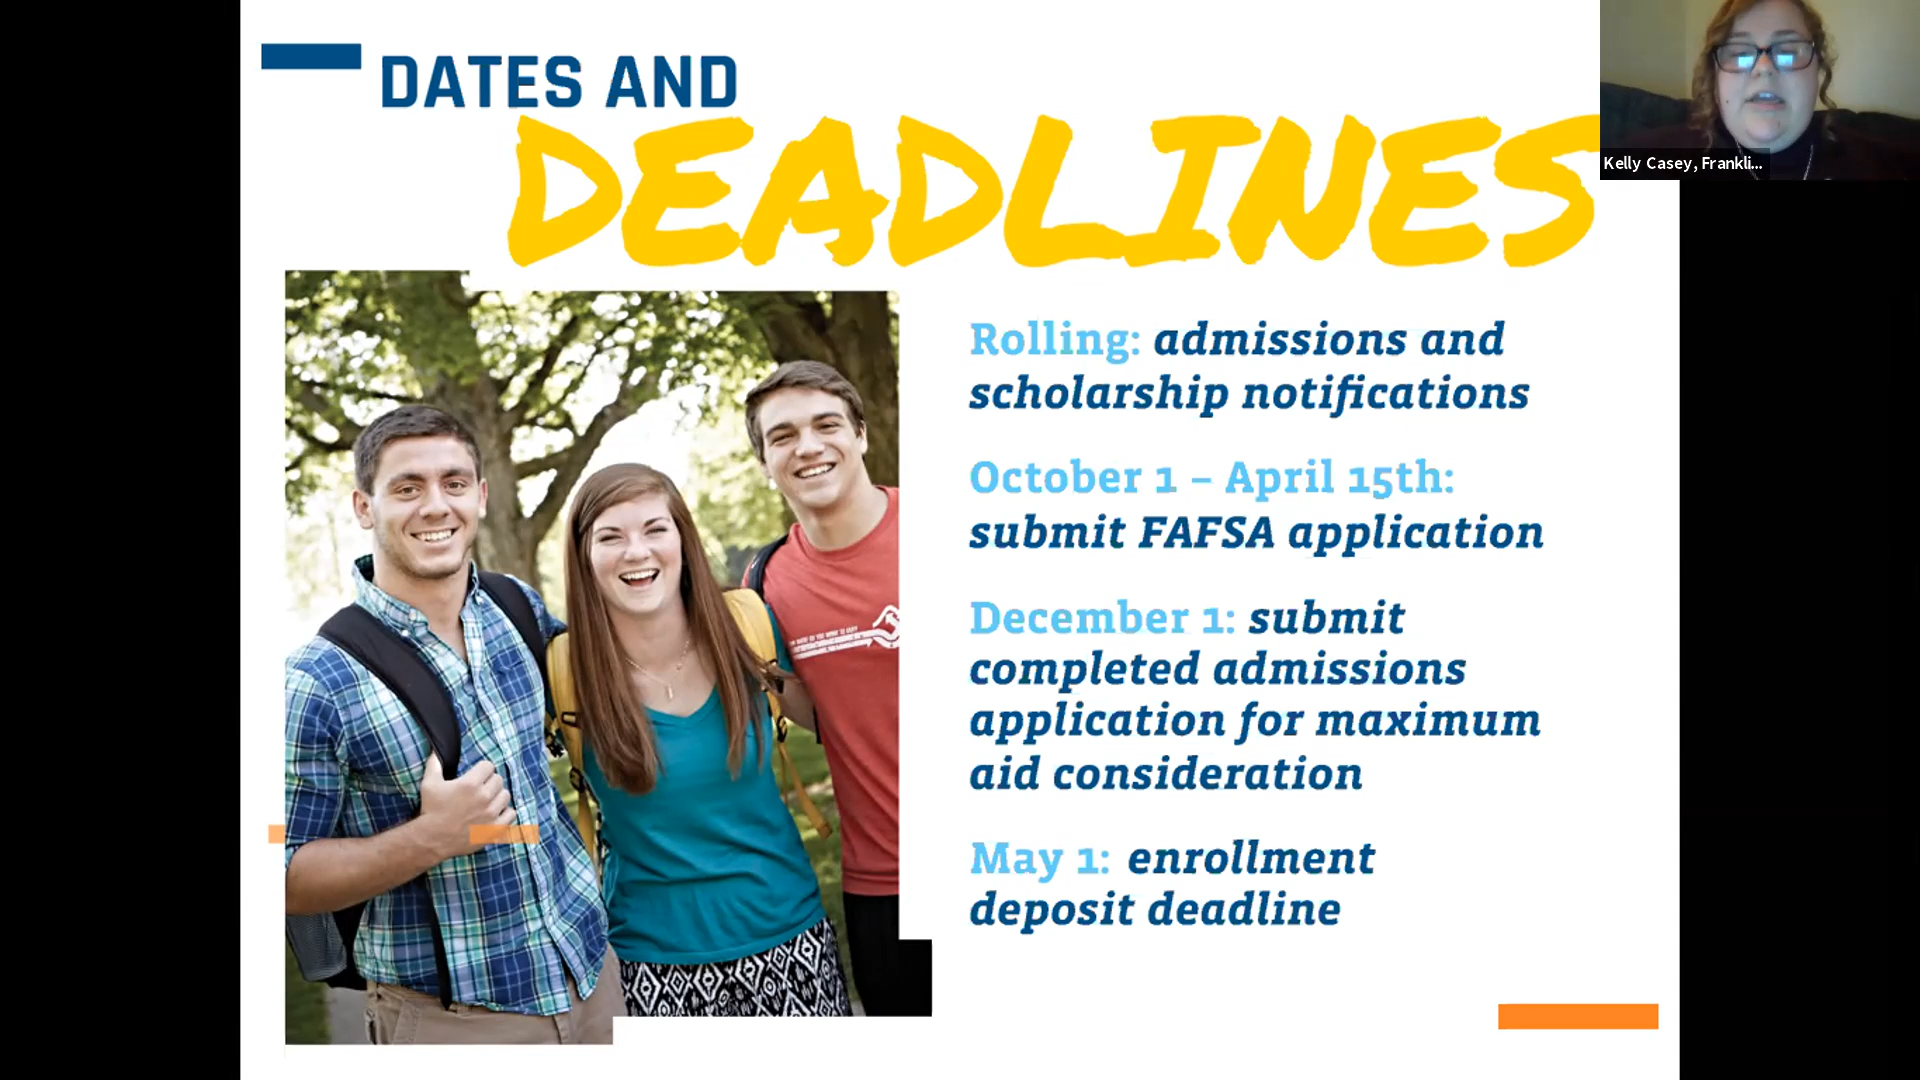 DATES AND
DEADLINES
Kelly Casey, Frankli...
Rolling: admissions and
scholarship notifications
October 1 – April 15th:
submit FAFSA application
December 1: submit
completed admissions
application for maximum
aid consideration
May 1: enrollment
deposit deadline